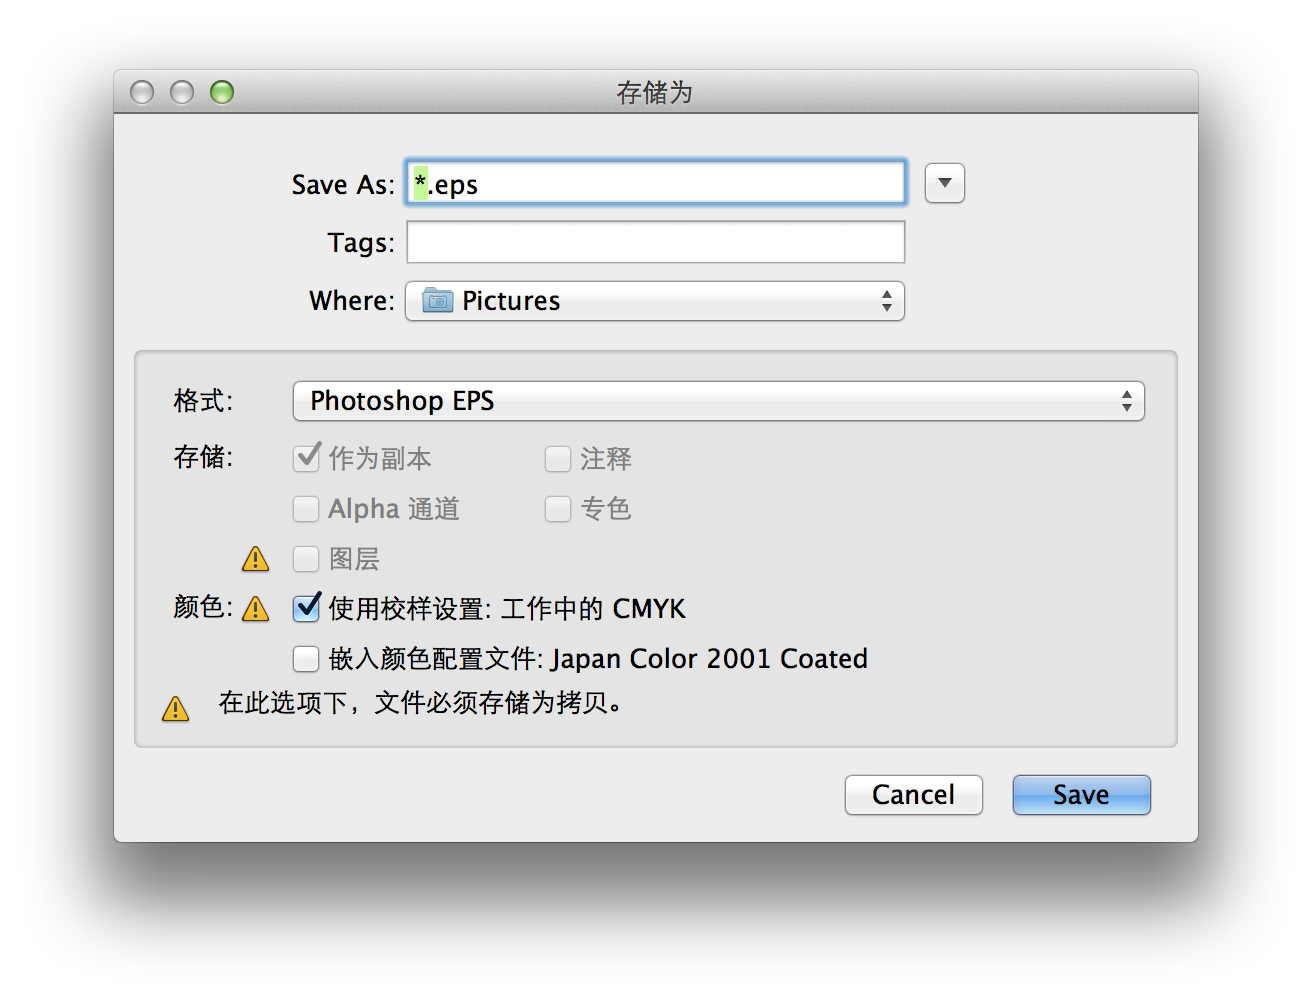 存储为
Save As: *.eps
Tags:
Where: Pictures
格式: Photoshop EPS
存储: 作为副本 注释
Alpha 通道 专色
图层
颜色: 使用校样设置: 工作中的 CMYK
嵌入颜色配置文件: Japan Color 2001 Coated
在此选项下，文件必须存储为拷贝。
Cancel Save